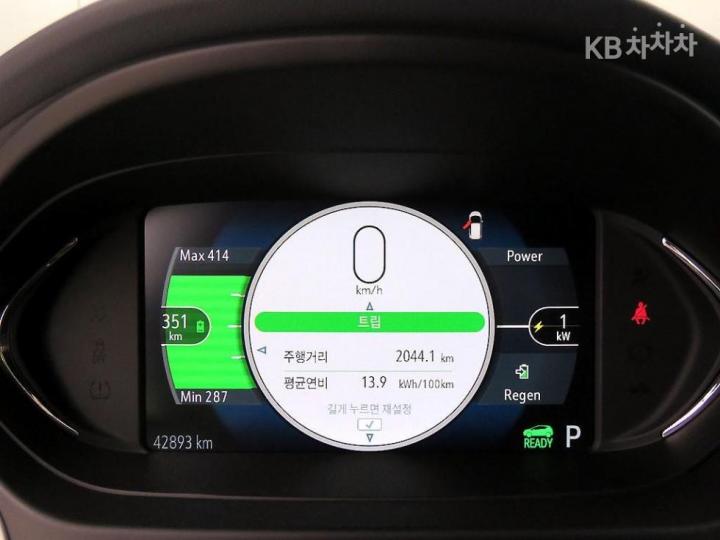 KB차차차
Max 414
Power
0
km/h
트립
351
km
1
kW
주행거리 2044.1 km
평균연비 13.9 kWh/100km
길게 누르면 재설정
Min 287
Regen
42893 km
READY P